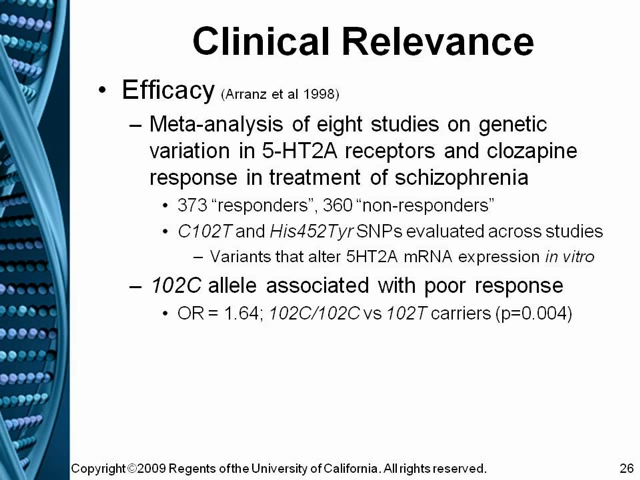 Clinical Relevance
• Efficacy (Arranz et al 1998)
– Meta-analysis of eight studies on genetic
variation in 5-HT2A receptors and clozapine
response in treatment of schizophrenia
• 373 “responders”, 360 “non-responders”
• C102T and His452Tyr SNPs evaluated across studies
– Variants that alter 5HT2A mRNA expression in vitro
– 102C allele associated with poor response
• OR = 1.64; 102C/102C vs 102T carriers (p=0.004)
Copyright ©2009 Regents of the University of California. All rights reserved.
26